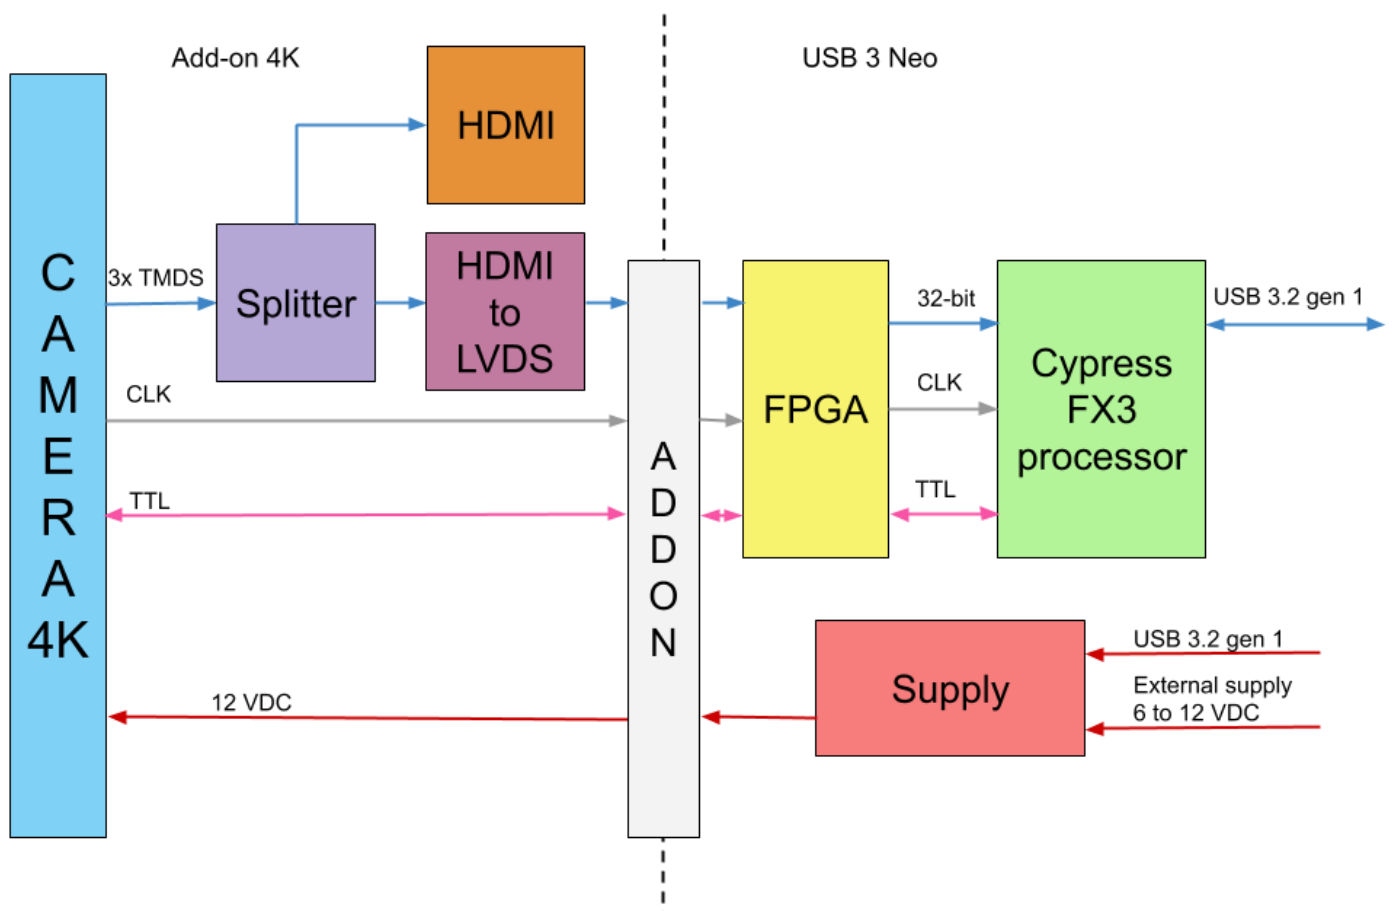 Add-on 4K
USB 3 Neo
HDMI
C
A
M
E
R
A
4K
3x TMDS
Splitter
HDMI
to
LVDS
CLK
TTL
12 VDC
A
D
D
O
N
FPGA
32-bit
CLK
TTL
Cypress
FX3
processor
USB 3.2 gen 1
Supply
USB 3.2 gen 1
External supply
6 to 12 VDC